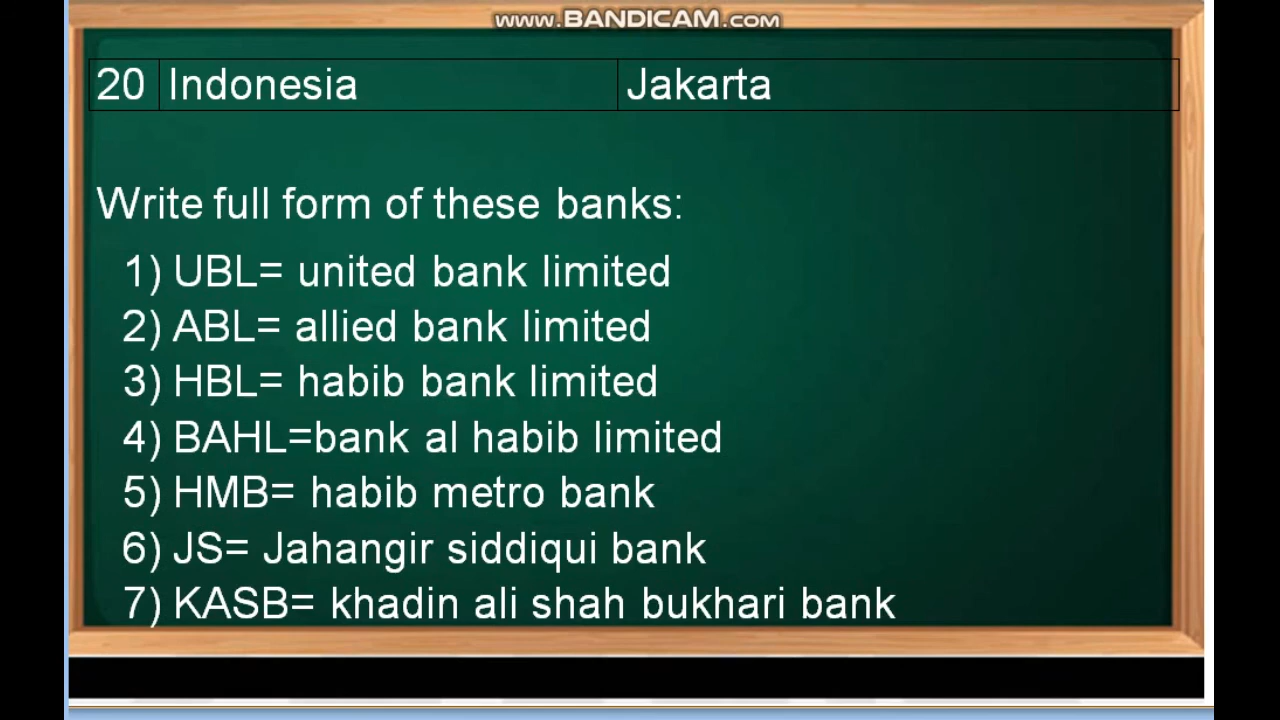 www.BANDICAM.com
20 Indonesia Jakarta
Write full form of these banks:
1) UBL= united bank limited
2) ABL= allied bank limited
3) HBL= habib bank limited
4) BAHL=bank al habib limited
5) HMB= habib metro bank
6) JS= Jahangir siddiqui bank
7) KASB= khadin ali shah bukhari bank